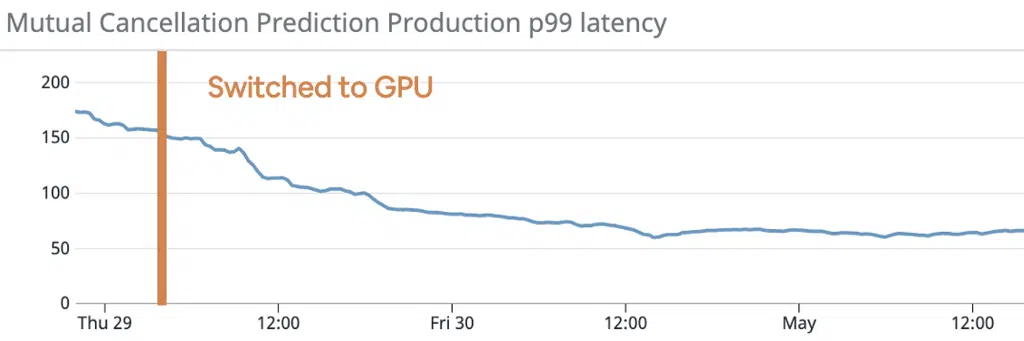 Mutual Cancellation Prediction Production p99 latency
200
Switched to GPU
150
100
50
0
Thu 29 12:00 Fri 30 12:00 May 12:00